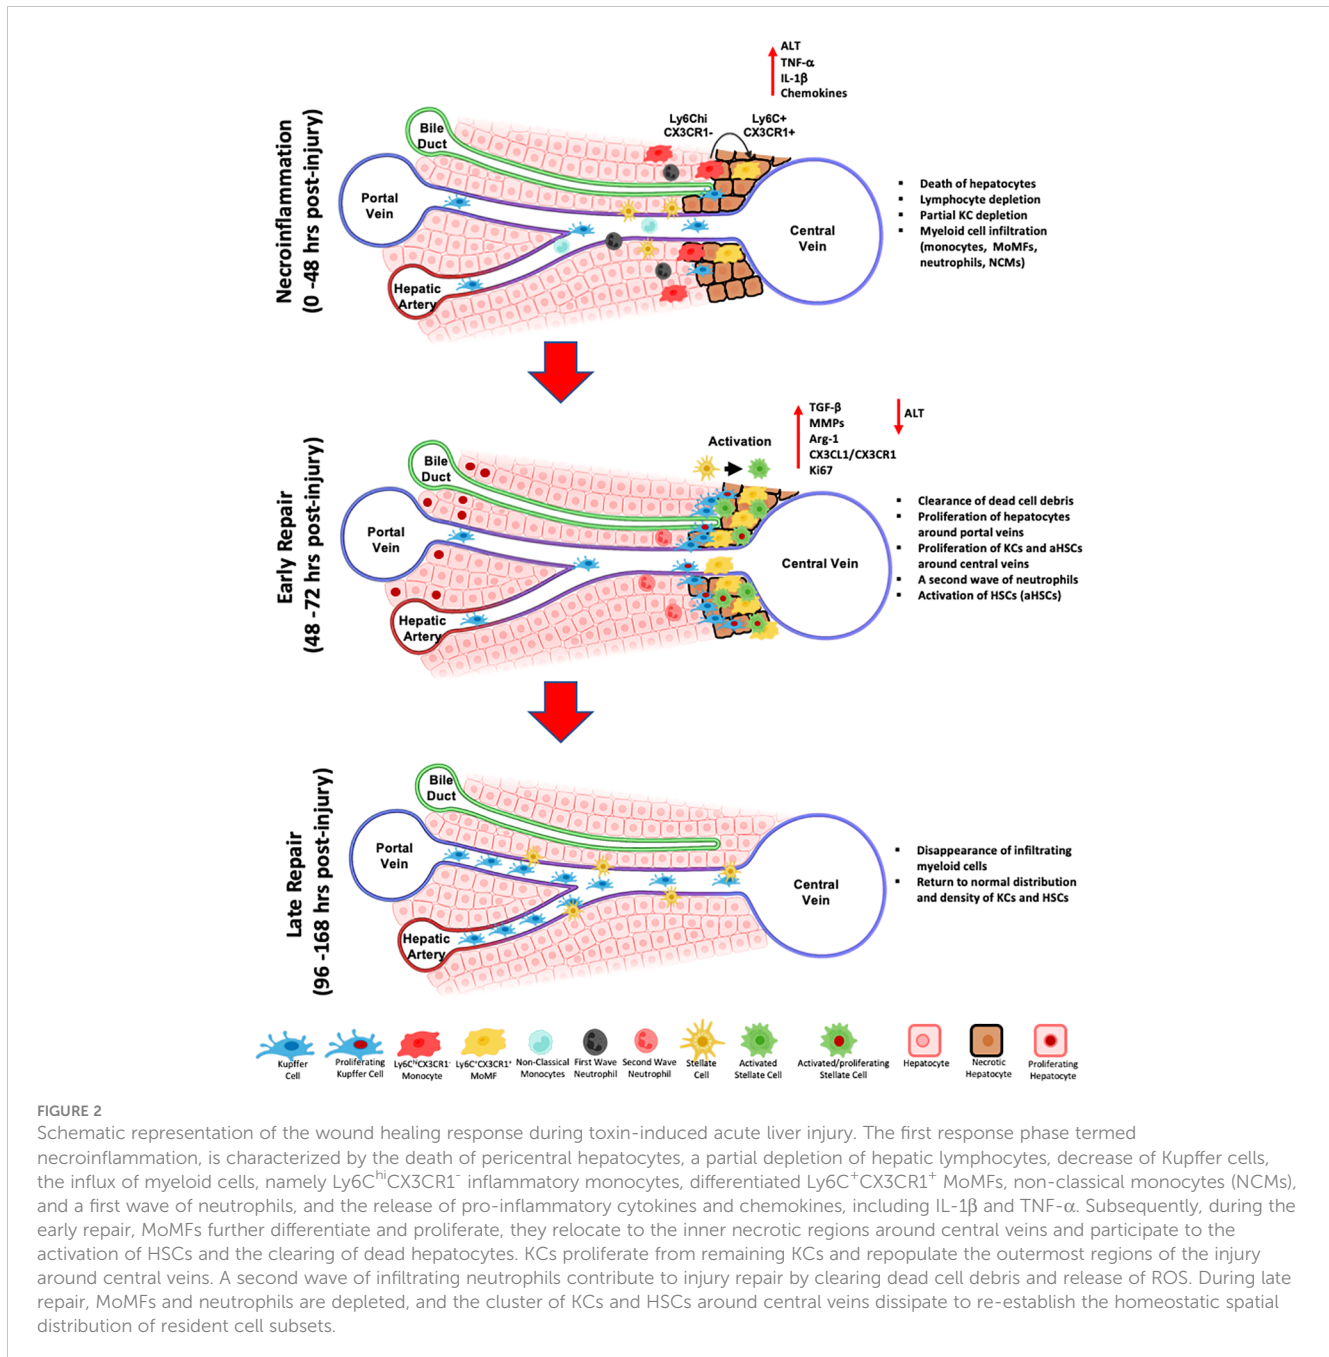 ALT
TNF-α
IL-1β
Chemokines
Ly6Chi
CX3CR1-
Ly6C+
CX3CR1+
Necroinflammation
(0 -48 hrs post-injury)
Bile
Duct
Portal
Vein
Hepatic
Artery
Central
Vein
▪ Death of hepatocytes
▪ Lymphocyte depletion
▪ Partial KC depletion
▪ Myeloid cell infiltration
(monocytes, MoMFs,
neutrophils, NCMs)
TGF-β
MMPs
Arg-1
CX3CL1/CX3CR1
Ki67
ALT
Activation
Early Repair
(48 -72 hrs post-injury)
Bile
Duct
Portal
Vein
Hepatic
Artery
Central Vein
▪ Clearance of dead cell debris
▪ Proliferation of hepatocytes
around portal veins
▪ Proliferation of KCs and aHSCs
around central veins
▪ A second wave of neutrophils
▪ Activation of HSCs (aHSCs)
Late Repair
(96 -168 hrs post-injury)
Bile
Duct
Portal
Vein
Hepatic
Artery
Central
Vein
▪ Disappearance of infiltrating
myeloid cells
▪ Return to normal distribution
and density of KCs and HSCs
Kupffer
Cell
Proliferating
Kupffer Cell
Ly6ChiCX3CR1-
Monocyte
Ly6C+CX3CR1+
MoMF
Non-Classical
Monocytes
First Wave
Neutrophil
Second Wave
Neutrophil
Stellate
Cell
Activated
Stellate Cell
Activated/proliferating
Stellate Cell
Hepatocyte
Necrotic
Hepatocyte
Proliferating
Hepatocyte
FIGURE 2
Schematic representation of the wound healing response during toxin-induced acute liver injury. The first response phase termed
necroinflammation, is characterized by the death of pericentral hepatocytes, a partial depletion of hepatic lymphocytes, decrease of Kupffer cells,
the influx of myeloid cells, namely Ly6ChiCX3CR1- inflammatory monocytes, differentiated Ly6C+CX3CR1+ MoMFs, non-classical monocytes (NCMs),
and a first wave of neutrophils, and the release of pro-inflammatory cytokines and chemokines, including IL-1β and TNF-α. Subsequently, during the
early repair, MoMFs further differentiate and proliferate, they relocate to the inner necrotic regions around central veins and participate to the
activation of HSCs and the clearing of dead hepatocytes. KCs proliferate from remaining KCs and repopulate the outermost regions of the injury
around central veins. A second wave of infiltrating neutrophils contribute to injury repair by clearing dead cell debris and release of ROS. During late
repair, MoMFs and neutrophils are depleted, and the cluster of KCs and HSCs around central veins dissipate to re-establish the homeostatic spatial
distribution of resident cell subsets.